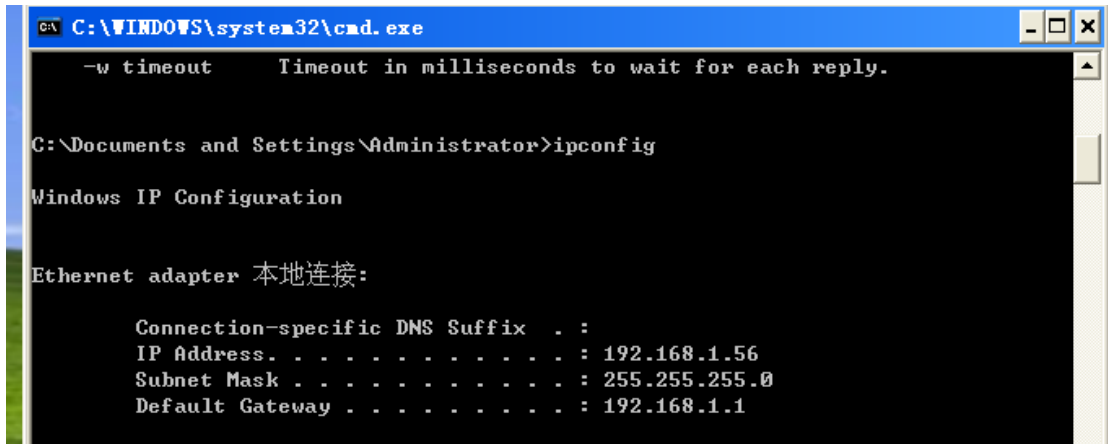 C:\WINDOWS\system32\cmd.exe
-w timeout     Timeout in milliseconds to wait for each reply.
C:\Documents and Settings\Administrator>ipconfig
Windows IP Configuration
Ethernet adapter 本地连接:
Connection-specific DNS Suffix  . :
IP Address. . . . . . . . . . . . : 192.168.1.56
Subnet Mask . . . . . . . . . . . : 255.255.255.0
Default Gateway . . . . . . . . . : 192.168.1.1